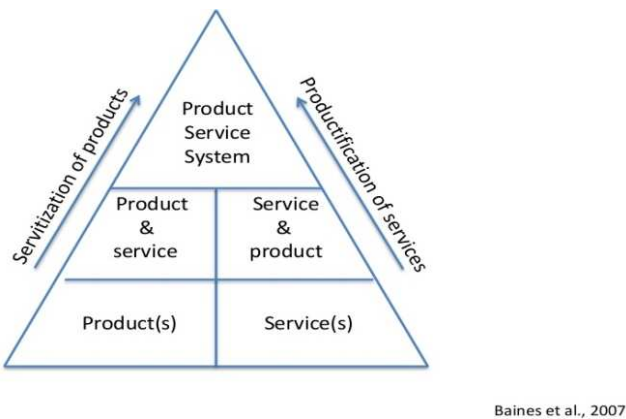 Servitization of products
Productification of services
Product
Service
System
Product
&
service
Service
&
product
Product(s)
Service(s)
Baines et al., 2007